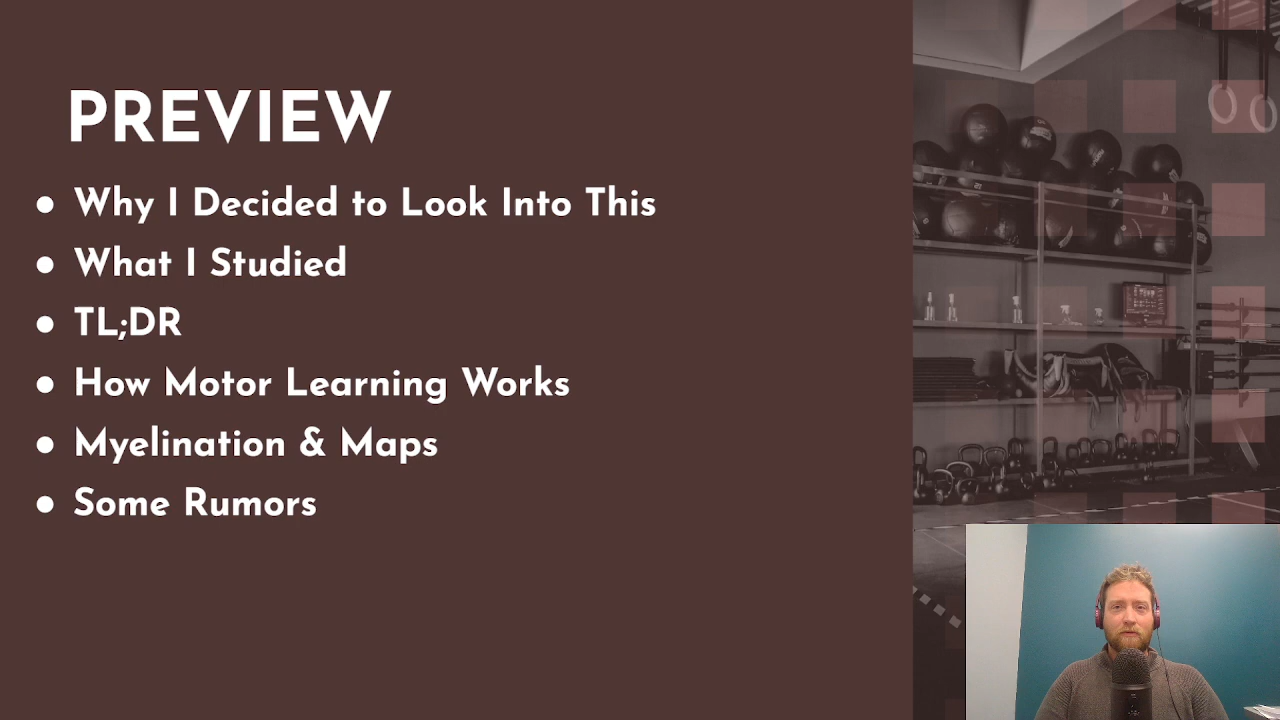 PREVIEW
● Why I Decided to Look Into This
● What I Studied
● TL;DR
● How Motor Learning Works
● Myelination & Maps
● Some Rumors